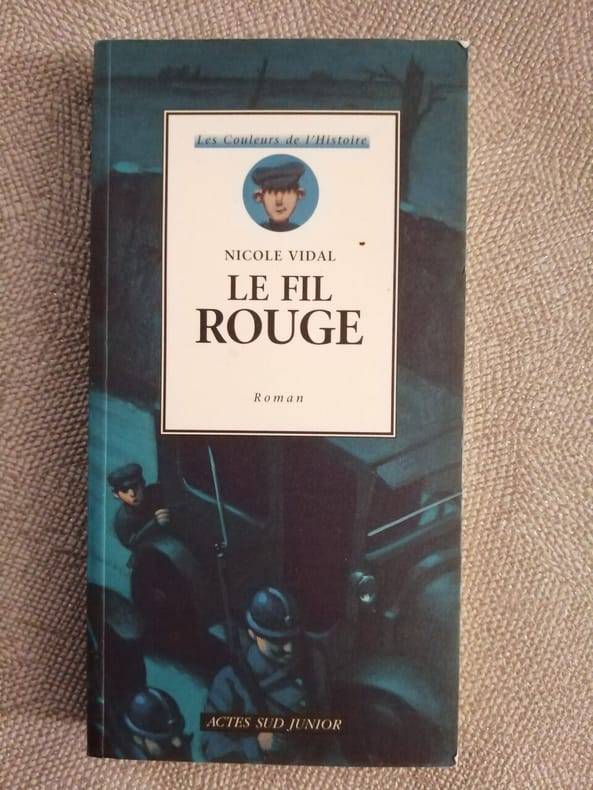 Les Couleurs de l'Histoire
NICOLE VIDAL
LE FIL
ROUGE
Roman
ACTES SUD JUNIOR